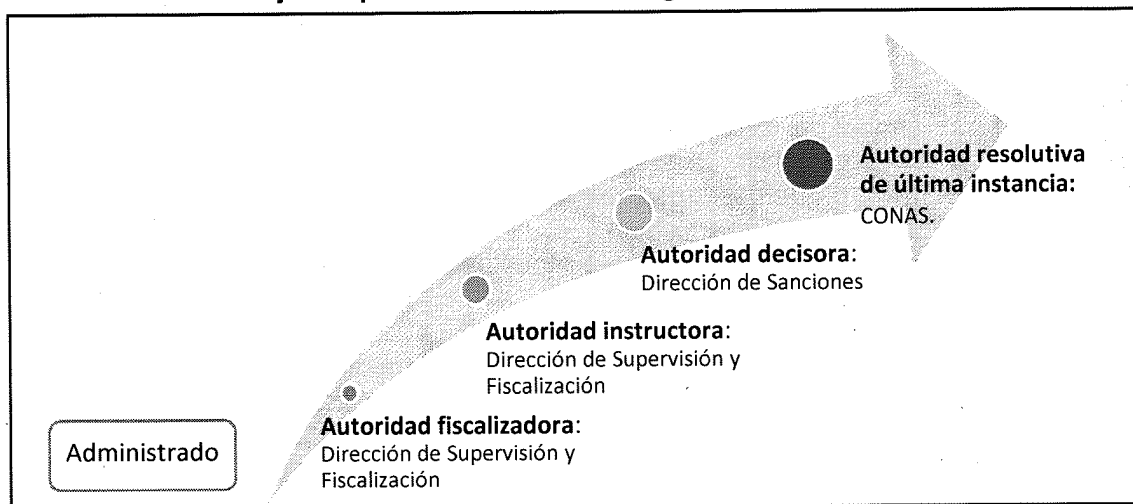 Autoridad resolutiva
de última instancia:
CONAS.
Autoridad decisora:
Dirección de Sanciones
Autoridad instructora:
Dirección de Supervisión y
Fiscalización
Autoridad fiscalizadora:
Dirección de Supervisión y
Fiscalización
Administrado